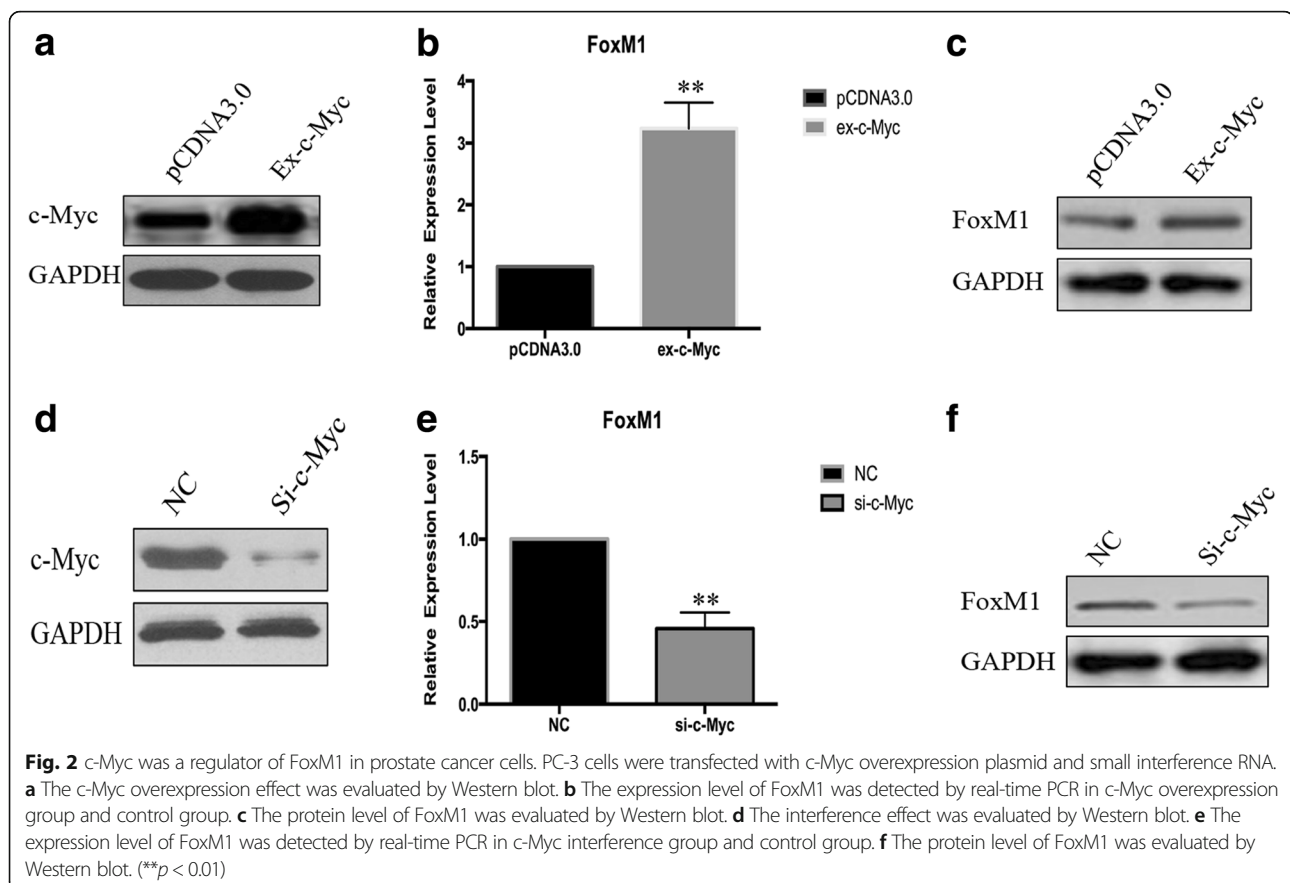 a
pCDNA3.0
Ex-c-Myc
c-Myc
GAPDH
b
FoxM1
Relative Expression Level
4
3
2
1
0
**
pCDNA3.0
ex-c-Myc
pCDNA3.0
ex-c-Myc
c
pCDNA3.0
Ex-c-Myc
FoxM1
GAPDH
d
NC
Si-c-Myc
c-Myc
GAPDH
e
FoxM1
Relative Expression Level
1.5
1.0
0.5
0.0
**
NC
si-c-Myc
NC
si-c-Myc
f
NC
Si-c-Myc
FoxM1
GAPDH
Fig. 2 c-Myc was a regulator of FoxM1 in prostate cancer cells. PC-3 cells were transfected with c-Myc overexpression plasmid and small interference RNA.
a The c-Myc overexpression effect was evaluated by Western blot. b The expression level of FoxM1 was detected by real-time PCR in c-Myc overexpression
group and control group. c The protein level of FoxM1 was evaluated by Western blot. d The interference effect was evaluated by Western blot. e The
expression level of FoxM1 was detected by real-time PCR in c-Myc interference group and control group. f The protein level of FoxM1 was evaluated by
Western blot. (**p < 0.01)